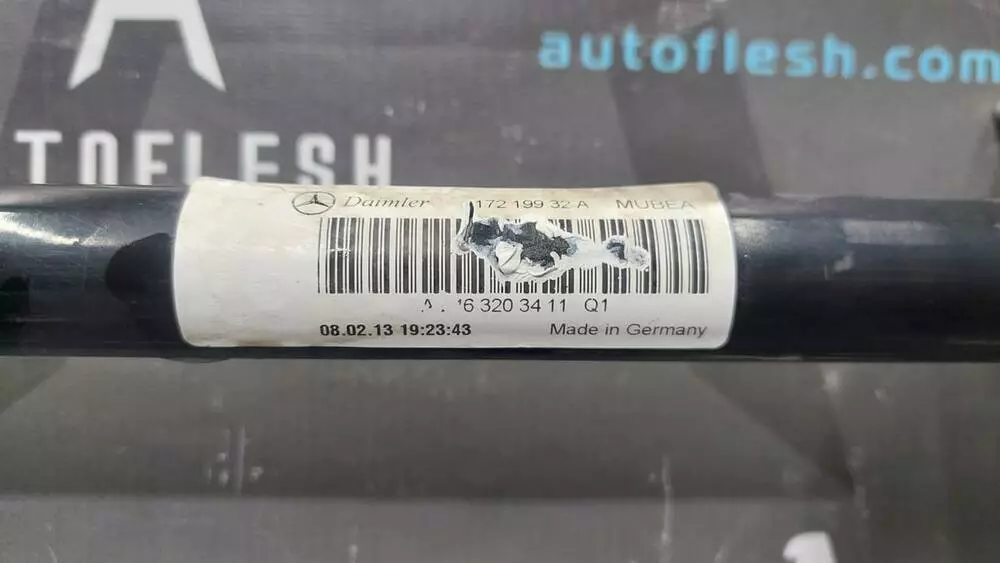 autoflesh.com
TOFLESH
Daimler 172 199 32 A MUBEA
6 320 34 11 Q1
08.02.13 19:23:43 Made in Germany